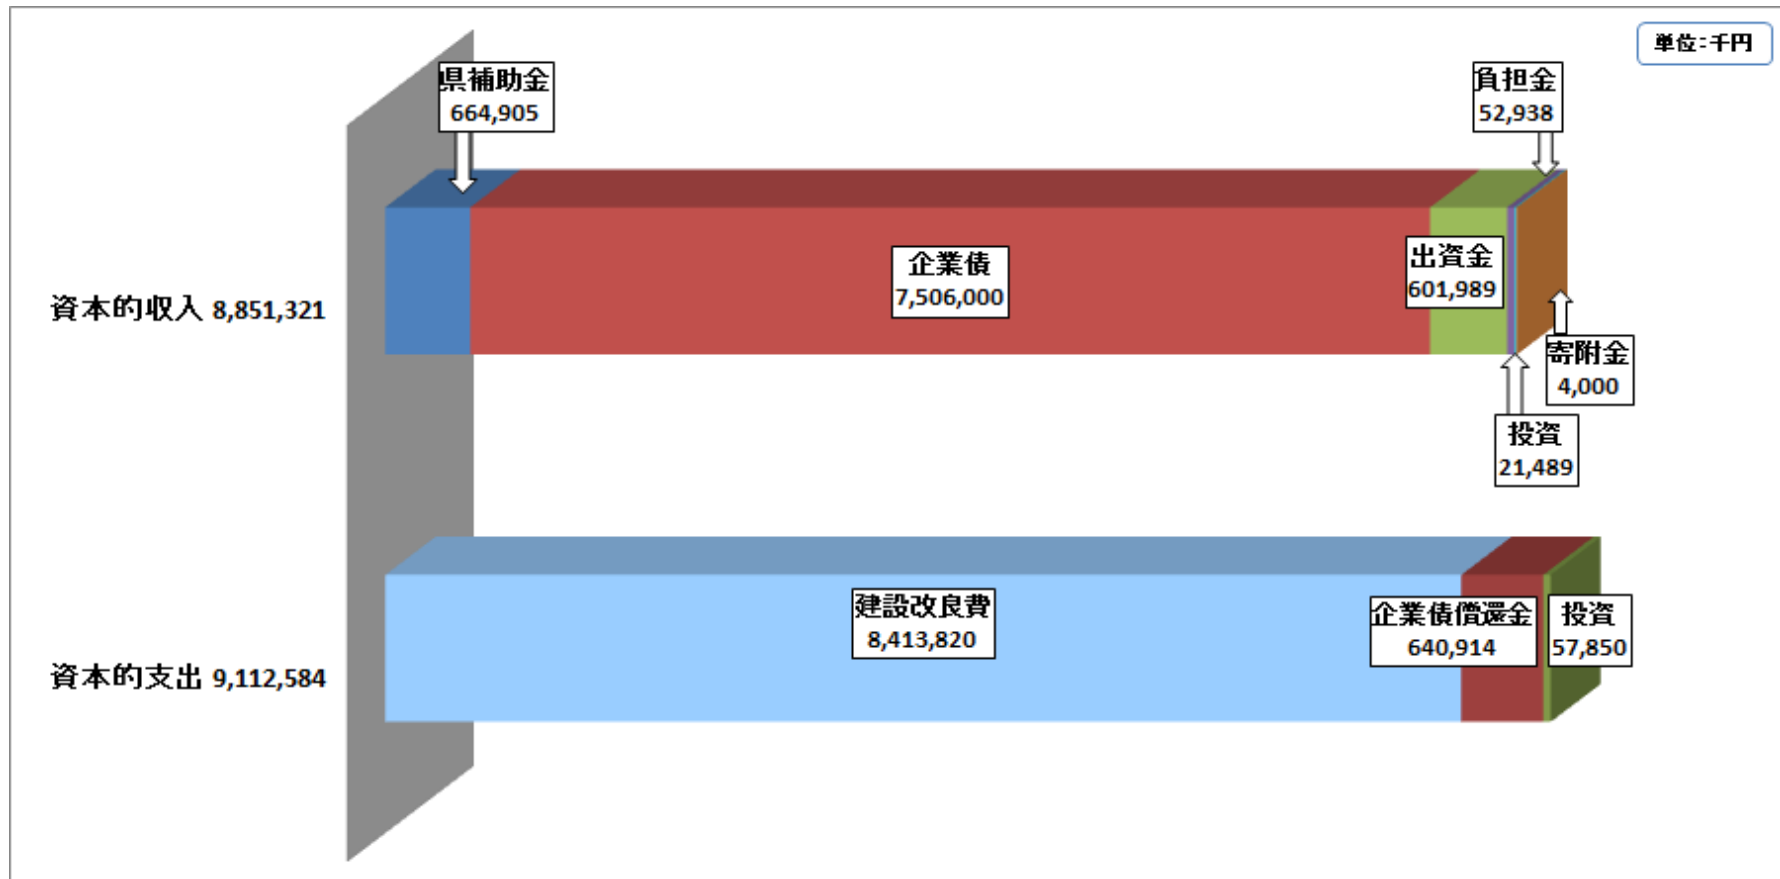 単位:千円
県補助金
664,905
負担金
52,938
企業債
7,506,000
出資金
601,989
資本的収入 8,851,321
寄附金
4,000
投資
21,489
建設改良費
8,413,820
企業債償還金
640,914
投資
57,850
資本的支出 9,112,584